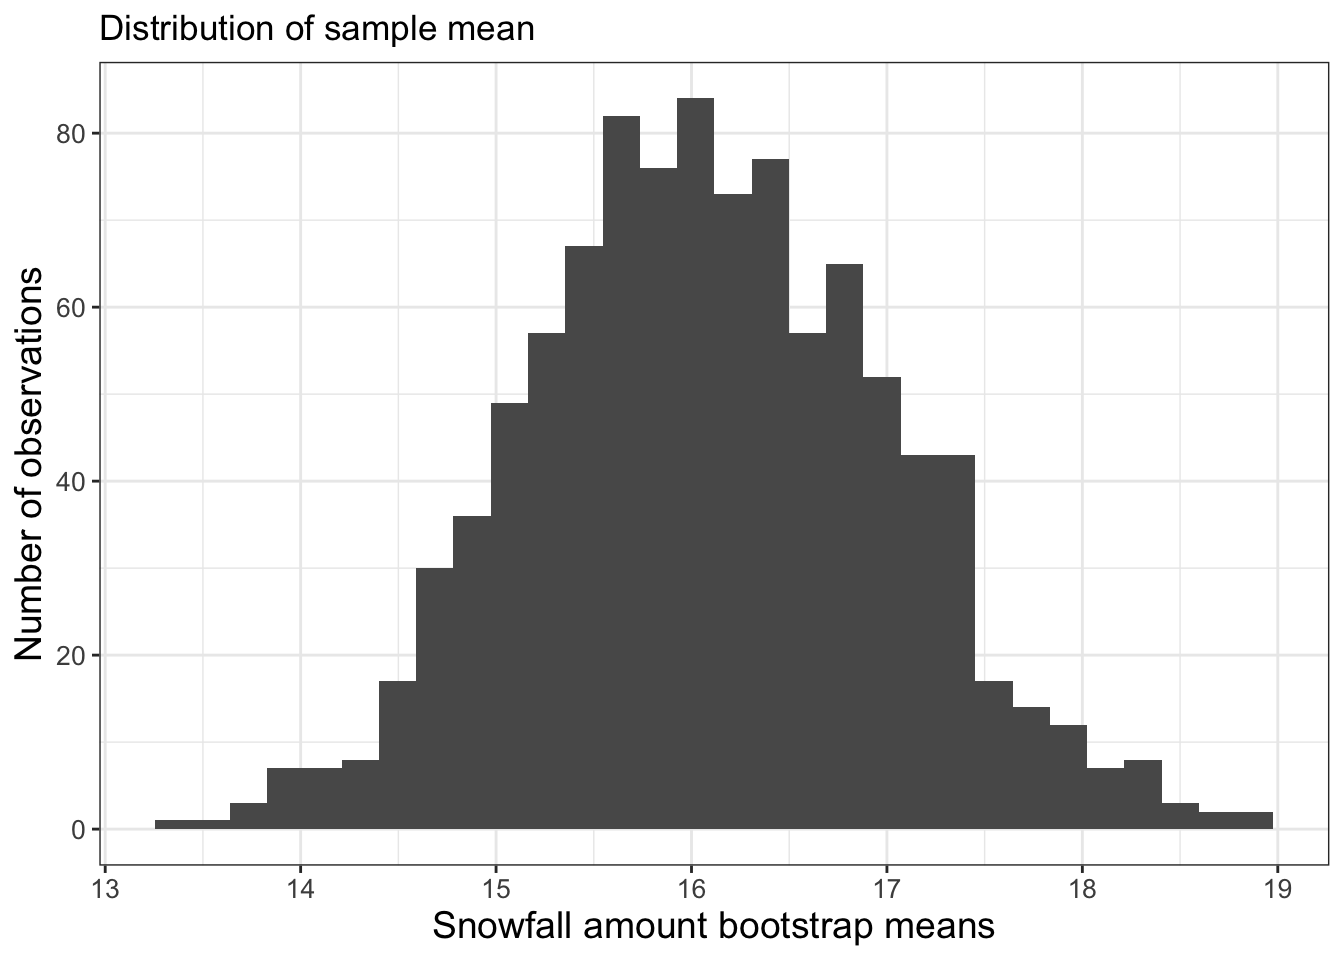 Distribution of sample mean
Number of observations
80
60
40
20
0
13 14 15 16 17 18 19
Snowfall amount bootstrap means